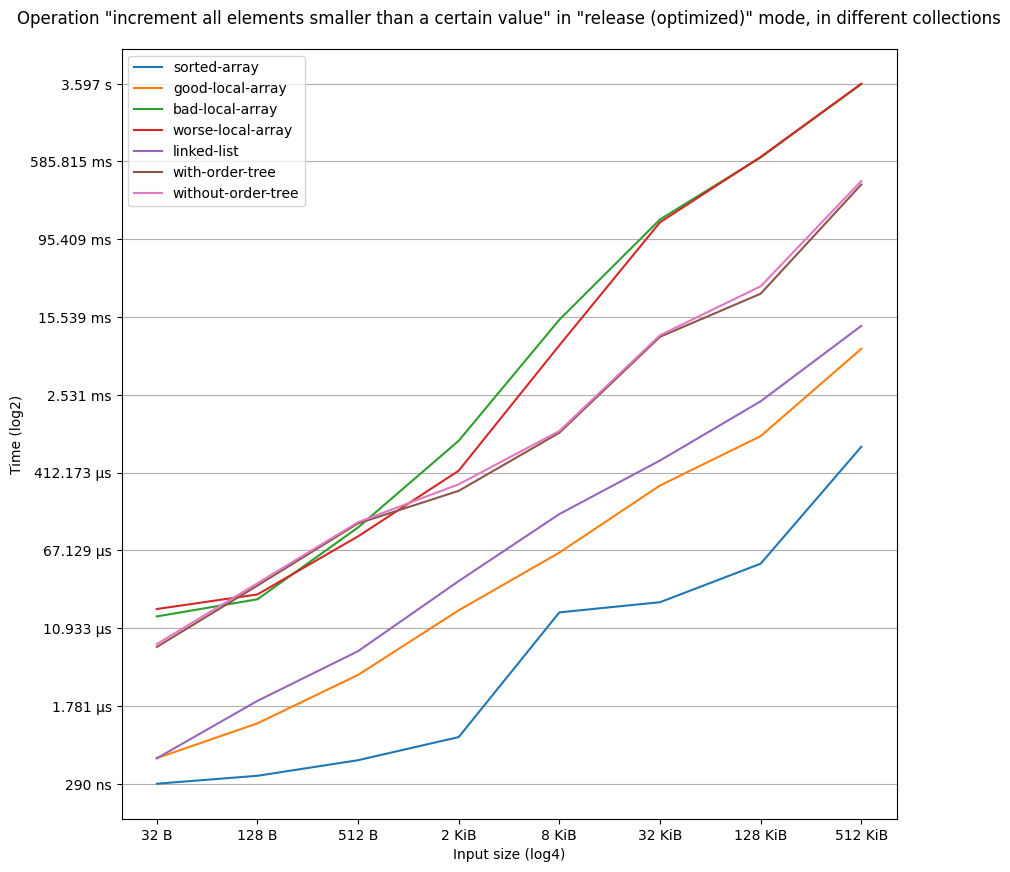 Operation "increment all elements smaller than a certain value" in "release (optimized)" mode, in different collections
sorted-array
good-local-array
bad-local-array
worse-local-array
linked-list
with-order-tree
without-order-tree
Time (log2)
3.597 s
585.815 ms
95.409 ms
15.539 ms
2.531 ms
412.173 µs
67.129 µs
10.933 µs
1.781 µs
290 ns
32 B
128 B
512 B
2 KiB
8 KiB
32 KiB
128 KiB
512 KiB
Input size (log4)